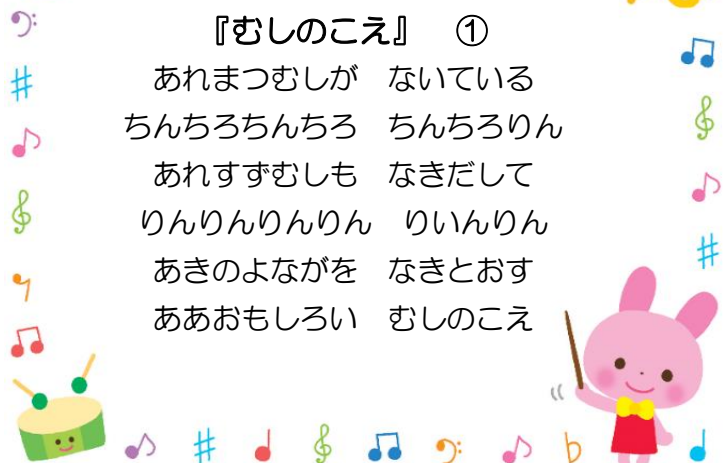 『むしのこえ』　①
あれまつむしが　ないている
ちんちろちんちろ　ちんちろりん
あれすずむしも　なきだして
りんりんりんりん　りいんりん
あきのよながを　なきとおす
ああおもしろい　むしのこえ